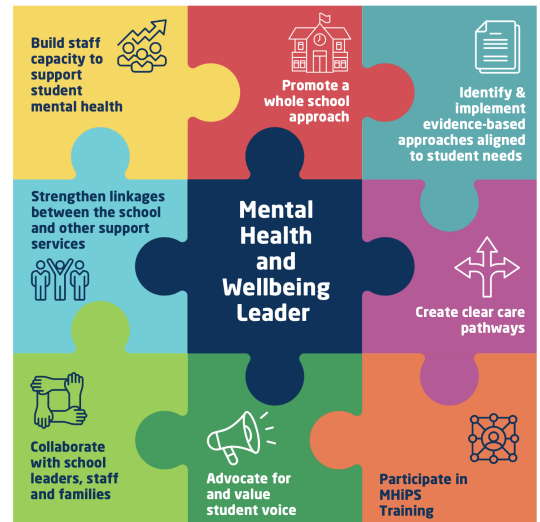 Build staff
capacity to
support
student
mental health
Promote a
whole school
approach
Identify &
implement
evidence-based
approaches aligned
to student needs
Strengthen linkages
between the school
and other support
services
Mental
Health
and
Wellbeing
Leader
Create clear care
pathways
Collaborate
with school
leaders, staff
and families
Advocate for
and value
student voice
Participate in
MHiPS
Training